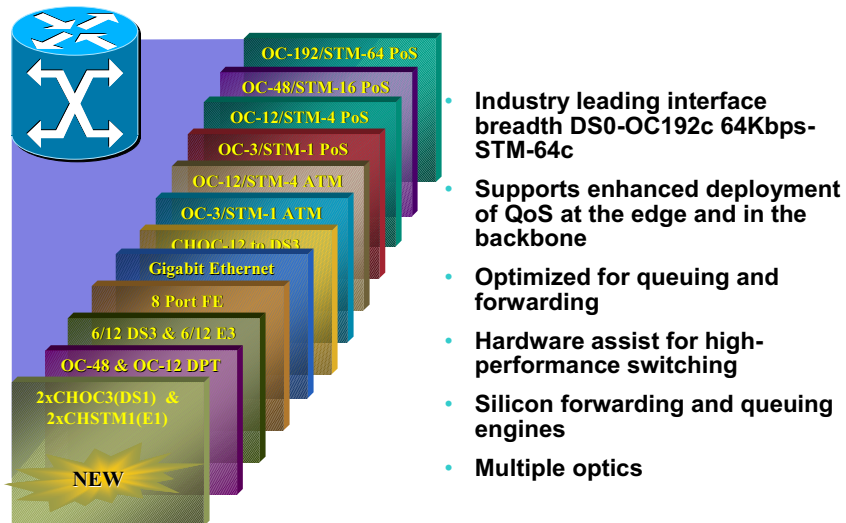 OC-192/STM-64 PoS
OC-48/STM-16 PoS
OC-12/STM-4 PoS
OC-3/STM-1 PoS
OC-12/STM-4 ATM
OC-3/STM-1 ATM
CHOC-12 to DS3
Gigabit Ethernet
8 Port FE
6/12 DS3 & 6/12 E3
OC-48 & OC-12 DPT
2xCHOC3(DS1) &
2xCHSTM1(E1)
NEW
• Industry leading interface
breadth DS0-OC192c 64Kbps-
STM-64c
• Supports enhanced deployment
of QoS at the edge and in the
backbone
• Optimized for queuing and
forwarding
• Hardware assist for high-
performance switching
• Silicon forwarding and queuing
engines
• Multiple optics